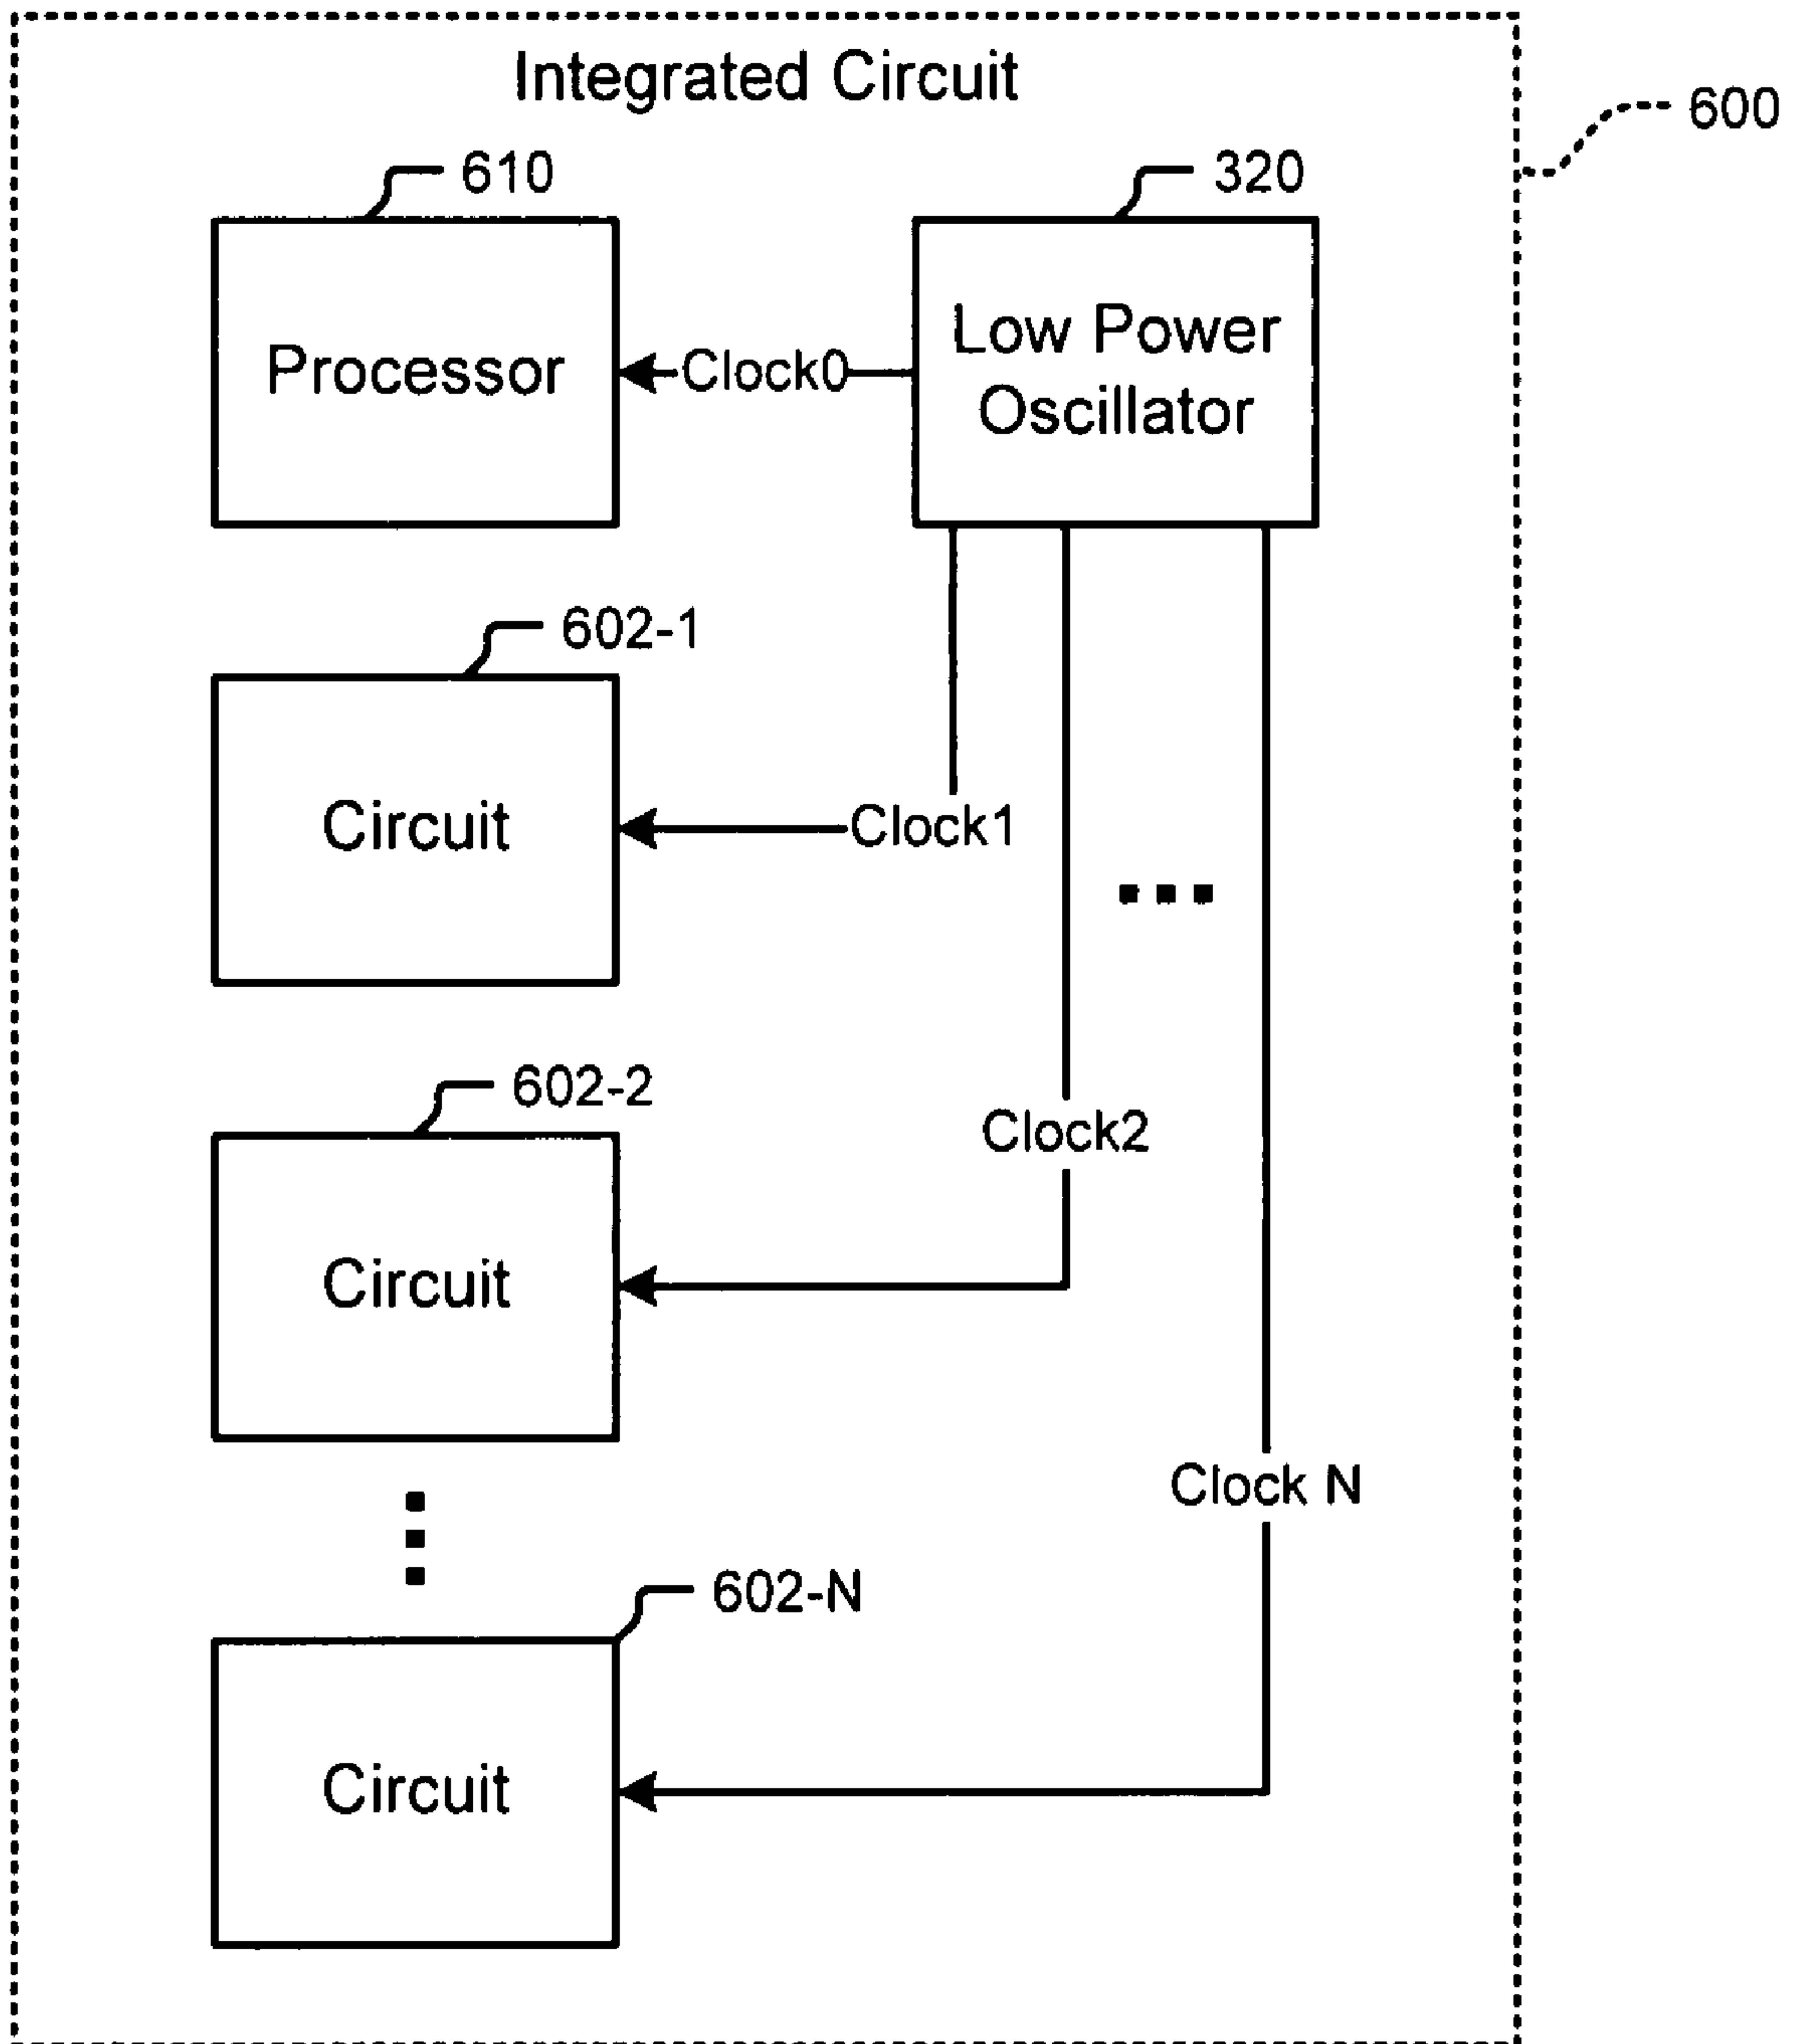 Integrated Circuit
600
610
320
Processor
Clock0
Low Power
Oscillator
602-1
Circuit
Clock1
602-2
Clock2
Circuit
Clock N
602-N
Circuit